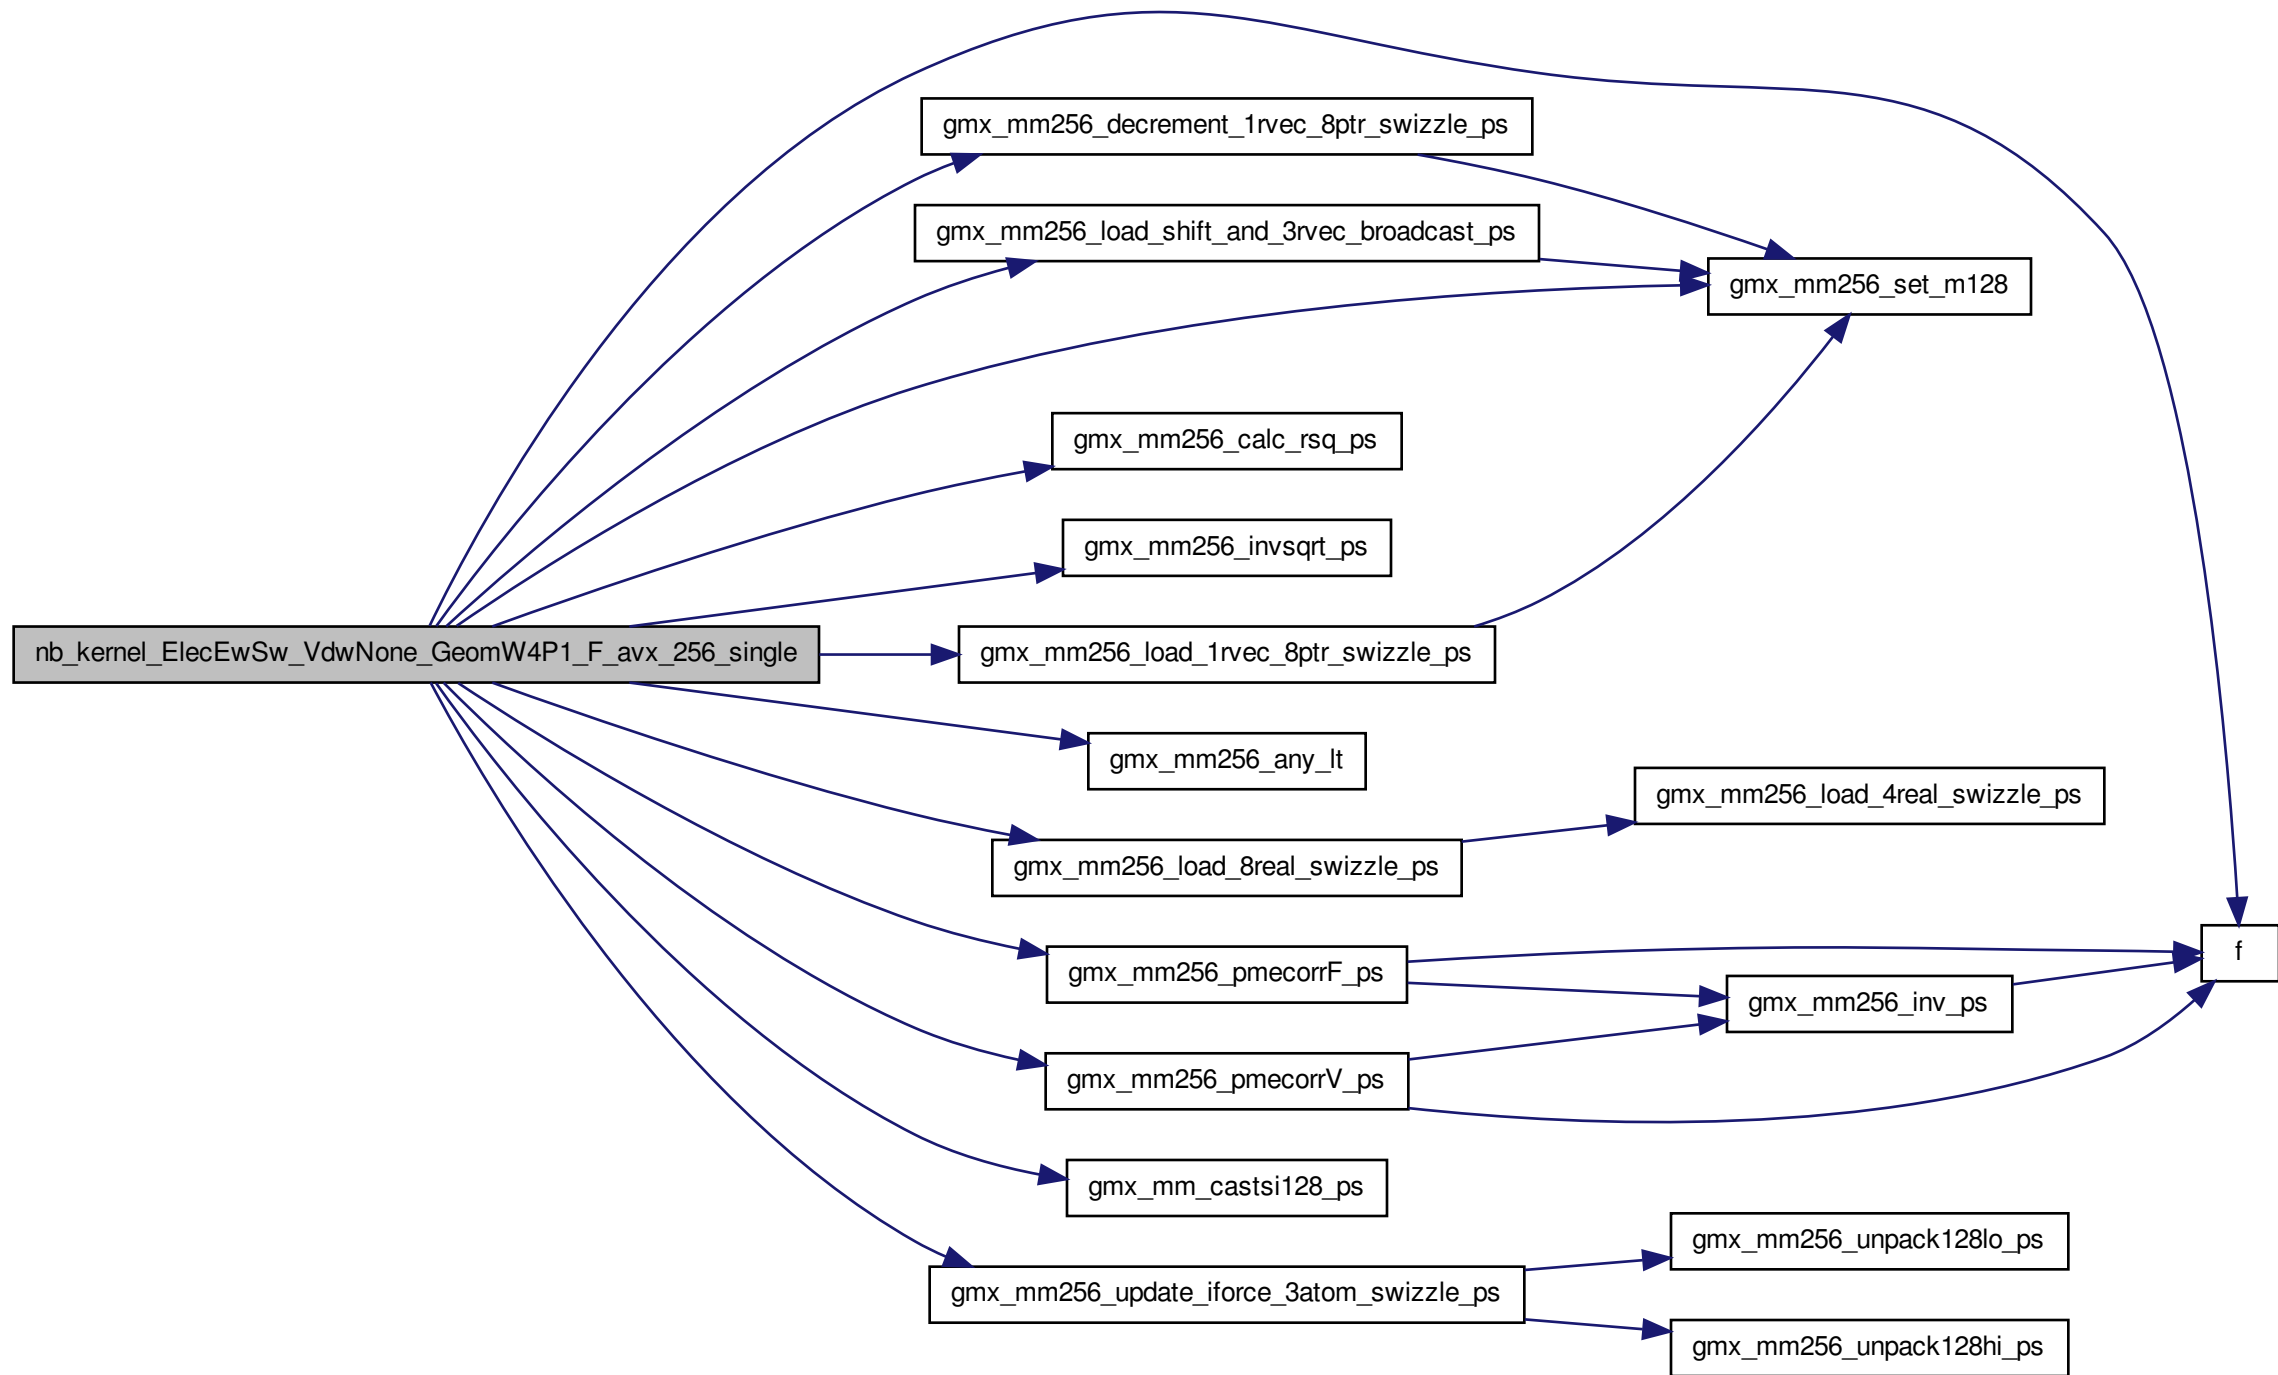 gmx_mm256_decrement_1rvec_8ptr_swizzle_ps
gmx_mm256_load_shift_and_3rvec_broadcast_ps
gmx_mm256_set_m128
gmx_mm256_calc_rsq_ps
gmx_mm256_invsqrt_ps
nb_kernel_ElecEwSw_VdwNone_GeomW4P1_F_avx_256_single
gmx_mm256_load_1rvec_8ptr_swizzle_ps
gmx_mm256_any_lt
gmx_mm256_load_4real_swizzle_ps
gmx_mm256_load_8real_swizzle_ps
f
gmx_mm256_pmecorrF_ps
gmx_mm256_inv_ps
gmx_mm256_pmecorrV_ps
gmx_mm_castsi128_ps
gmx_mm256_unpack128lo_ps
gmx_mm256_update_iforce_3atom_swizzle_ps
gmx_mm256_unpack128hi_ps